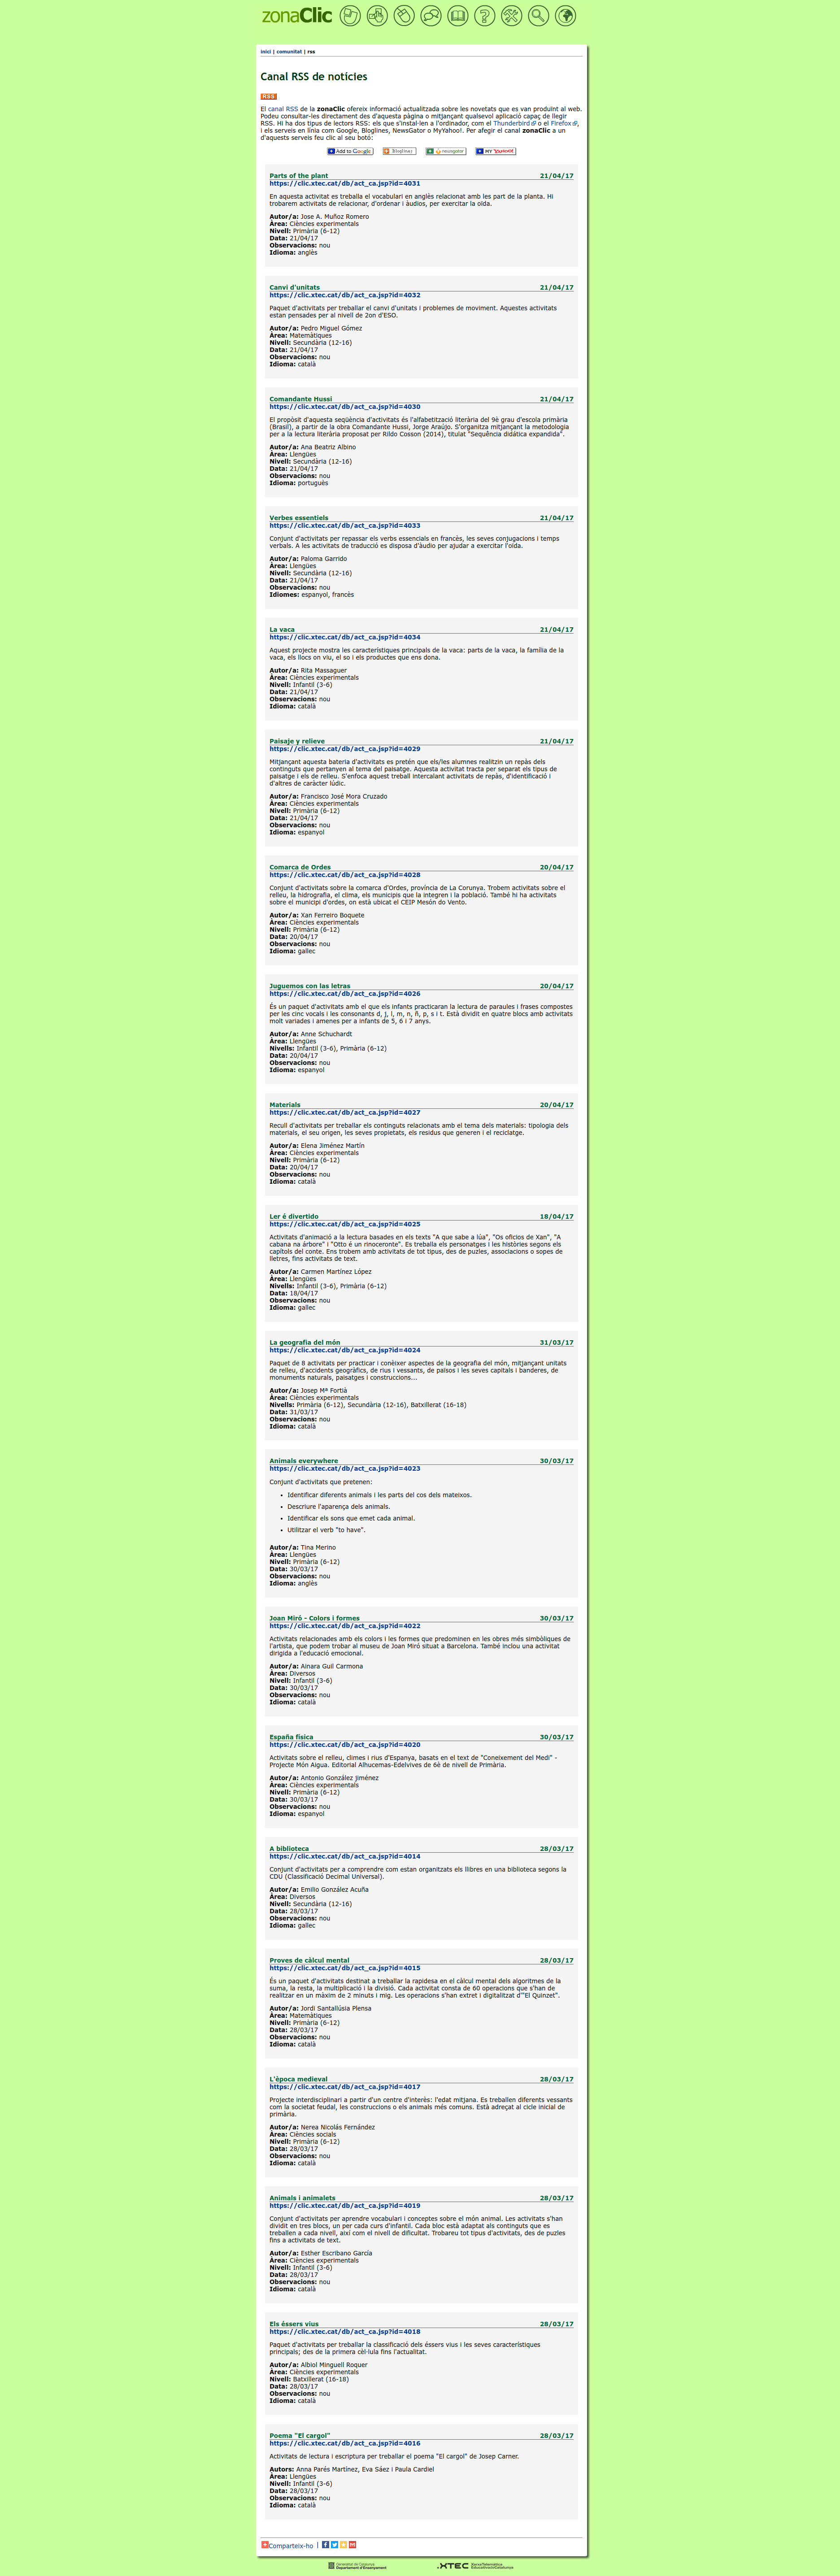 zonaClic
inici | comunitat | rss
Canal RSS de notícies
RSS
El canal RSS de la zonaClic ofereix informació actualitzada sobre les novetats que es van produint al web.
Podeu consultar-les directament des d'aquesta pàgina o mitjançant qualsevol aplicació capaç de llegir
RSS. Hi ha dos tipus de lectors RSS: els que s'instal·len a l'ordinador, com el Thunderbird o el Firefox,
i els serveis en línia com Google, Bloglines, NewsGator o MyYahoo!. Per afegir el canal zonaClic a un
d'aquests serveis feu clic al seu botó:
Add to Google Bloglines newsgator MY YAHOO!
Parts of the plant 21/04/17
https://clic.xtec.cat/db/act_ca.jsp?id=4031
En aquesta activitat es treballa el vocabulari en anglès relacionat amb les part de la planta. Hi
trobarem activitats de relacionar, d'ordenar i àudios, per exercitar la oïda.
Autor/a: Jose A. Muñoz Romero
Àrea: Ciències experimentals
Nivell: Primària (6-12)
Data: 21/04/17
Observacions: nou
Idioma: anglès
Canvi d'unitats 21/04/17
https://clic.xtec.cat/db/act_ca.jsp?id=4032
Paquet d'activitats per treballar el canvi d'unitats i problemes de moviment. Aquestes activitats
estan pensades per al nivell de 2on d'ESO.
Autor/a: Pedro Miguel Gómez
Àrea: Matemàtiques
Nivell: Secundària (12-16)
Data: 21/04/17
Observacions: nou
Idioma: català
Comandante Hussi 21/04/17
https://clic.xtec.cat/db/act_ca.jsp?id=4030
El propòsit d'aquesta seqüència d'activitats és l'alfabetització literària del 9è grau d'escola primària
(Brasil), a partir de la obra Comandante Hussi, Jorge Araújo. S'organitza mitjançant la metodologia
per a la lectura literària proposat per Rildo Cosson (2014), titulat "Sequência didática expandida".
Autor/a: Ana Beatriz Albino
Àrea: Llengües
Nivell: Secundària (12-16)
Data: 21/04/17
Observacions: nou
Idioma: portuguès
Verbes essentiels 21/04/17
https://clic.xtec.cat/db/act_ca.jsp?id=4033
Conjunt d'activitats per repassar els verbs essencials en francès, les seves conjugacions i temps
verbals. A les activitats de traducció es disposa d'àudio per ajudar a exercitar l'oïda.
Autor/a: Paloma Garrido
Àrea: Llengües
Nivell: Secundària (12-16)
Data: 21/04/17
Observacions: nou
Idiomes: espanyol, francès
La vaca 21/04/17
https://clic.xtec.cat/db/act_ca.jsp?id=4034
Aquest projecte mostra les característiques principals de la vaca: parts de la vaca, la família de la
vaca, els llocs on viu, el so i els productes que ens dona.
Autor/a: Rita Massaguer
Àrea: Ciències experimentals
Nivell: Infantil (3-6)
Data: 21/04/17
Observacions: nou
Idioma: català
Paisaje y relieve 21/04/17
https://clic.xtec.cat/db/act_ca.jsp?id=4029
Mitjançant aquesta bateria d'activitats es pretén que els/les alumnes realitzin un repàs dels
continguts que pertanyen al tema del paisatge. Aquesta activitat tracta per separat els tipus de
paisatge i els de relleu. S'enfoca aquest treball intercalant activitats de repàs, d'identificació i
d'altres de caràcter lúdic.
Autor/a: Francisco José Mora Cruzado
Àrea: Ciències experimentals
Nivell: Primària (6-12)
Data: 21/04/17
Observacions: nou
Idioma: espanyol
Comarca de Ordes 20/04/17
https://clic.xtec.cat/db/act_ca.jsp?id=4028
Conjunt d'activitats sobre la comarca d'Ordes, província de La Corunya. Trobem activitats sobre el
relleu, la hidrografia, el clima, els municipis que la integren i la població. També hi ha activitats
sobre el municipi d'ordes, on està ubicat el CEIP Mesón do Vento.
Autor/a: Xan Ferreiro Boquete
Àrea: Ciències experimentals
Nivell: Primària (6-12)
Data: 20/04/17
Observacions: nou
Idioma: gallec
Juguemos con las letras 20/04/17
https://clic.xtec.cat/db/act_ca.jsp?id=4026
És un paquet d'activitats amb el que els infants practicaran la lectura de paraules i frases compostes
per les cinc vocals i les consonants d, j, l, m, n, ñ, p, s i t. Està dividit en quatre blocs amb activitats
molt variades i amenes per a infants de 5, 6 i 7 anys.
Autor/a: Anne Schuchardt
Àrea: Llengües
Nivells: Infantil (3-6), Primària (6-12)
Data: 20/04/17
Observacions: nou
Idioma: espanyol
Materials 20/04/17
https://clic.xtec.cat/db/act_ca.jsp?id=4027
Recull d'activitats per treballar els continguts relacionats amb el tema dels materials: tipologia dels
materials, el seu origen, les seves propietats, els residus que generen i el reciclatge.
Autor/a: Elena Jiménez Martín
Àrea: Ciències experimentals
Nivell: Primària (6-12)
Data: 20/04/17
Observacions: nou
Idioma: català
Ler é divertido 18/04/17
https://clic.xtec.cat/db/act_ca.jsp?id=4025
Activitats d'animació a la lectura basades en els texts "A que sabe a lúa", "Os oficios de Xan", "A
cabana na árbore" i "Otto é un rinoceronte". Es treballa els personatges i les històries segons els
capítols del conte. Ens trobem amb activitats de tot tipus, des de puzles, associacions o sopes de
lletres, fins activitats de text.
Autor/a: Carmen Martínez López
Àrea: Llengües
Nivells: Infantil (3-6), Primària (6-12)
Data: 18/04/17
Observacions: nou
Idioma: gallec
La geografia del món 31/03/17
https://clic.xtec.cat/db/act_ca.jsp?id=4024
Paquet de 8 activitats per practicar i conèixer aspectes de la geografia del món, mitjançant unitats
de relleu, d'accidents geogràfics, de rius i vessants, de països i les seves capitals i banderes, de
monuments naturals, paisatges i construccions...
Autor/a: Josep Mª Fortià
Àrea: Ciències experimentals
Nivells: Primària (6-12), Secundària (12-16), Batxillerat (16-18)
Data: 31/03/17
Observacions: nou
Idioma: català
Animals everywhere 30/03/17
https://clic.xtec.cat/db/act_ca.jsp?id=4023
Conjunt d'activitats que pretenen:
• Identificar diferents animals i les parts del cos dels mateixos.
• Descriure l'aparença dels animals.
• Identificar els sons que emet cada animal.
• Utilitzar el verb "to have".
Autor/a: Tina Merino
Àrea: Llengües
Nivell: Primària (6-12)
Data: 30/03/17
Observacions: nou
Idioma: anglès
Joan Miró - Colors i formes 30/03/17
https://clic.xtec.cat/db/act_ca.jsp?id=4022
Activitats relacionades amb els colors i les formes que predominen en les obres més simbòliques de
l'artista, que podem trobar al museu de Joan Miró situat a Barcelona. També inclou una activitat
dirigida a l'educació emocional.
Autor/a: Ainara Guil Carmona
Àrea: Diversos
Nivell: Infantil (3-6)
Data: 30/03/17
Observacions: nou
Idioma: català
España física 30/03/17
https://clic.xtec.cat/db/act_ca.jsp?id=4020
Activitats sobre el relleu, climes i rius d'Espanya, basats en el text de "Coneixement del Medi" -
Projecte Món Aigua. Editorial Alhucemas-Edelvives de 6è de nivell de Primària.
Autor/a: Antonio González Jiménez
Àrea: Ciències experimentals
Nivell: Primària (6-12)
Data: 30/03/17
Observacions: nou
Idioma: espanyol
A biblioteca 28/03/17
https://clic.xtec.cat/db/act_ca.jsp?id=4014
Conjunt d'activitats per a comprendre com estan organitzats els llibres en una biblioteca segons la
CDU (Classificació Decimal Universal).
Autor/a: Emilio González Acuña
Àrea: Diversos
Nivell: Secundària (12-16)
Data: 28/03/17
Observacions: nou
Idioma: gallec
Proves de càlcul mental 28/03/17
https://clic.xtec.cat/db/act_ca.jsp?id=4015
És un paquet d'activitats destinat a treballar la rapidesa en el càlcul mental dels algoritmes de la
suma, la resta, la multiplicació i la divisió. Cada activitat consta de 60 operacions que s'han de
realitzar en un màxim de 2 minuts i mig. Les operacions s'han extret i digitalitzat d'"El Quinzet".
Autor/a: Jordi Santallúsia Plensa
Àrea: Matemàtiques
Nivell: Primària (6-12)
Data: 28/03/17
Observacions: nou
Idioma: català
L'època medieval 28/03/17
https://clic.xtec.cat/db/act_ca.jsp?id=4017
Projecte interdisciplinari a partir d'un centre d'interès: l'edat mitjana. Es treballen diferents vessants
com la societat feudal, les construccions o els animals més comuns. Està adreçat al cicle inicial de
primària.
Autor/a: Nerea Nicolás Fernández
Àrea: Ciències socials
Nivell: Primària (6-12)
Data: 28/03/17
Observacions: nou
Idioma: català
Animals i animalets 28/03/17
https://clic.xtec.cat/db/act_ca.jsp?id=4019
Conjunt d'activitats per aprendre vocabulari i conceptes sobre el món animal. Les activitats s'han
dividit en tres blocs, un per cada curs d'infantil. Cada bloc està adaptat als continguts que es
treballen a cada nivell, així com el nivell de dificultat. Trobareu tot tipus d'activitats, des de puzles
fins a activitats de text.
Autor/a: Esther Escribano García
Àrea: Ciències experimentals
Nivell: Infantil (3-6)
Data: 28/03/17
Observacions: nou
Idioma: català
Els éssers vius 28/03/17
https://clic.xtec.cat/db/act_ca.jsp?id=4018
Paquet d'activitats per treballar la classificació dels éssers vius i les seves característiques
principals; des de la primera cèl·lula fins l'actualitat.
Autor/a: Albiol Minguell Roquer
Àrea: Ciències experimentals
Nivell: Batxillerat (16-18)
Data: 28/03/17
Observacions: nou
Idioma: català
Poema "El cargol" 28/03/17
https://clic.xtec.cat/db/act_ca.jsp?id=4016
Activitats de lectura i escriptura per treballar el poema "El cargol" de Josep Carner.
Autors: Anna Parés Martínez, Eva Sáez i Paula Cardiel
Àrea: Llengües
Nivell: Infantil (3-6)
Data: 28/03/17
Observacions: nou
Idioma: català
Comparteix-ho |
Generalitat de Catalunya
Departament d'Ensenyament
XTEC Xarxa Telemàtica
Educativa de Catalunya